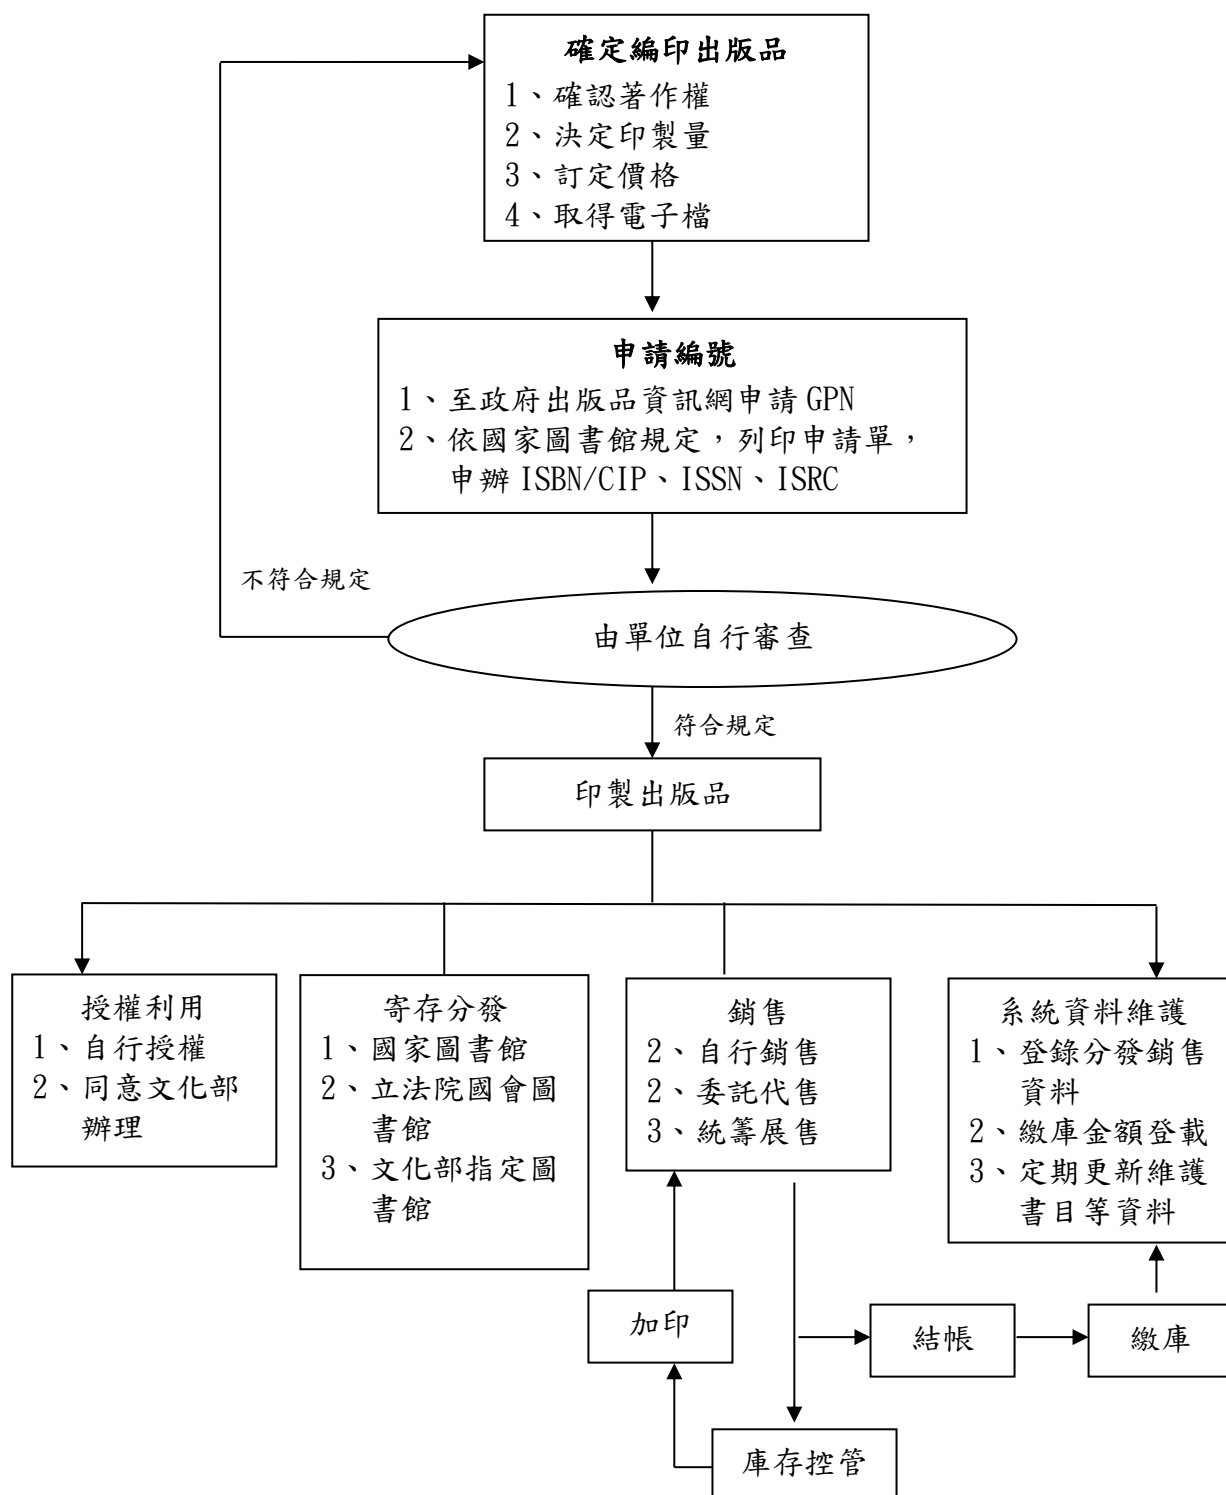 確定編印出版品
1、確認著作權
2、決定印製量
3、訂定價格
4、取得電子檔
申請編號
1、至政府出版品資訊網申請 GPN
2、依國家圖書館規定，列印申請單，
申辦 ISBN/CIP、ISSN、ISRC
不符合規定
由單位自行審查
符合規定
印製出版品
授權利用
1、自行授權
2、同意文化部
辦理
寄存分發
1、國家圖書館
2、立法院國會圖
書館
3、文化部指定圖
書館
銷售
2、自行銷售
2、委託代售
3、統籌展售
系統資料維護
1、登錄分發銷售
資料
2、繳庫金額登載
3、定期更新維護
書目等資料
加印
結帳
繳庫
庫存控管